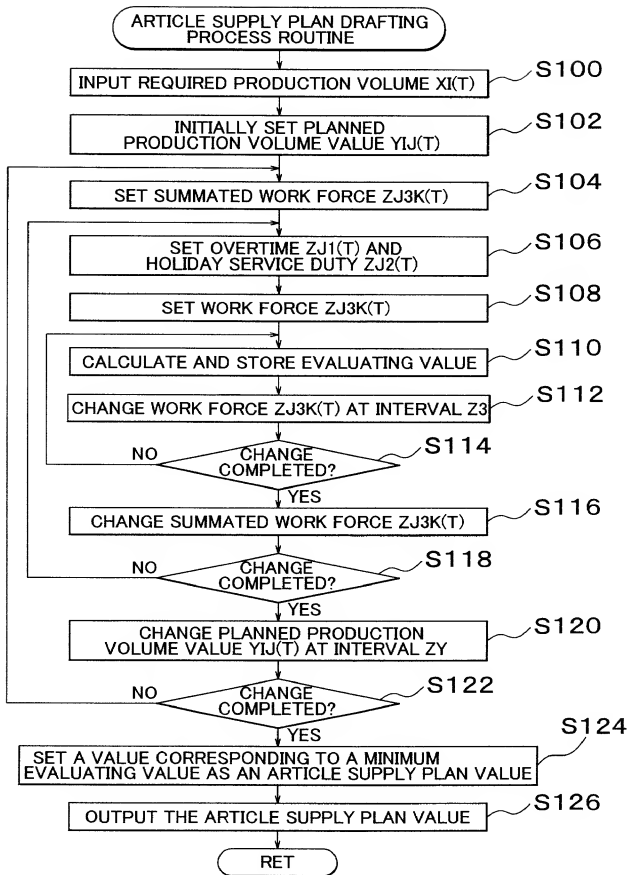 ARTICLE SUPPLY PLAN DRAFTING
PROCESS ROUTINE
S100
INPUT REQUIRED PRODUCTION VOLUME XI(T)
S102
INITIALLY SET PLANNED
PRODUCTION VOLUME VALUE YIJ(T)
S104
SET SUMMATED WORK FORCE ZJ3K(T)
S106
SET OVERTIME ZJ1(T) AND
HOLIDAY SERVICE DUTY ZJ2(T)
S108
SET WORK FORCE ZJ3K(T)
S110
CALCULATE AND STORE EVALUATING VALUE
S112
CHANGE WORK FORCE ZJ3K(T) AT INTERVAL Z3
S114
NO
CHANGE
COMPLETED?
YES
S116
CHANGE SUMMATED WORK FORCE ZJ3K(T)
S118
NO
CHANGE
COMPLETED?
YES
S120
CHANGE PLANNED PRODUCTION
VOLUME VALUE YIJ(T) AT INTERVAL ZY
S122
NO
CHANGE
COMPLETED?
YES
S124
SET A VALUE CORRESPONDING TO A MINIMUM
EVALUATING VALUE AS AN ARTICLE SUPPLY PLAN VALUE
S126
OUTPUT THE ARTICLE SUPPLY PLAN VALUE
RET